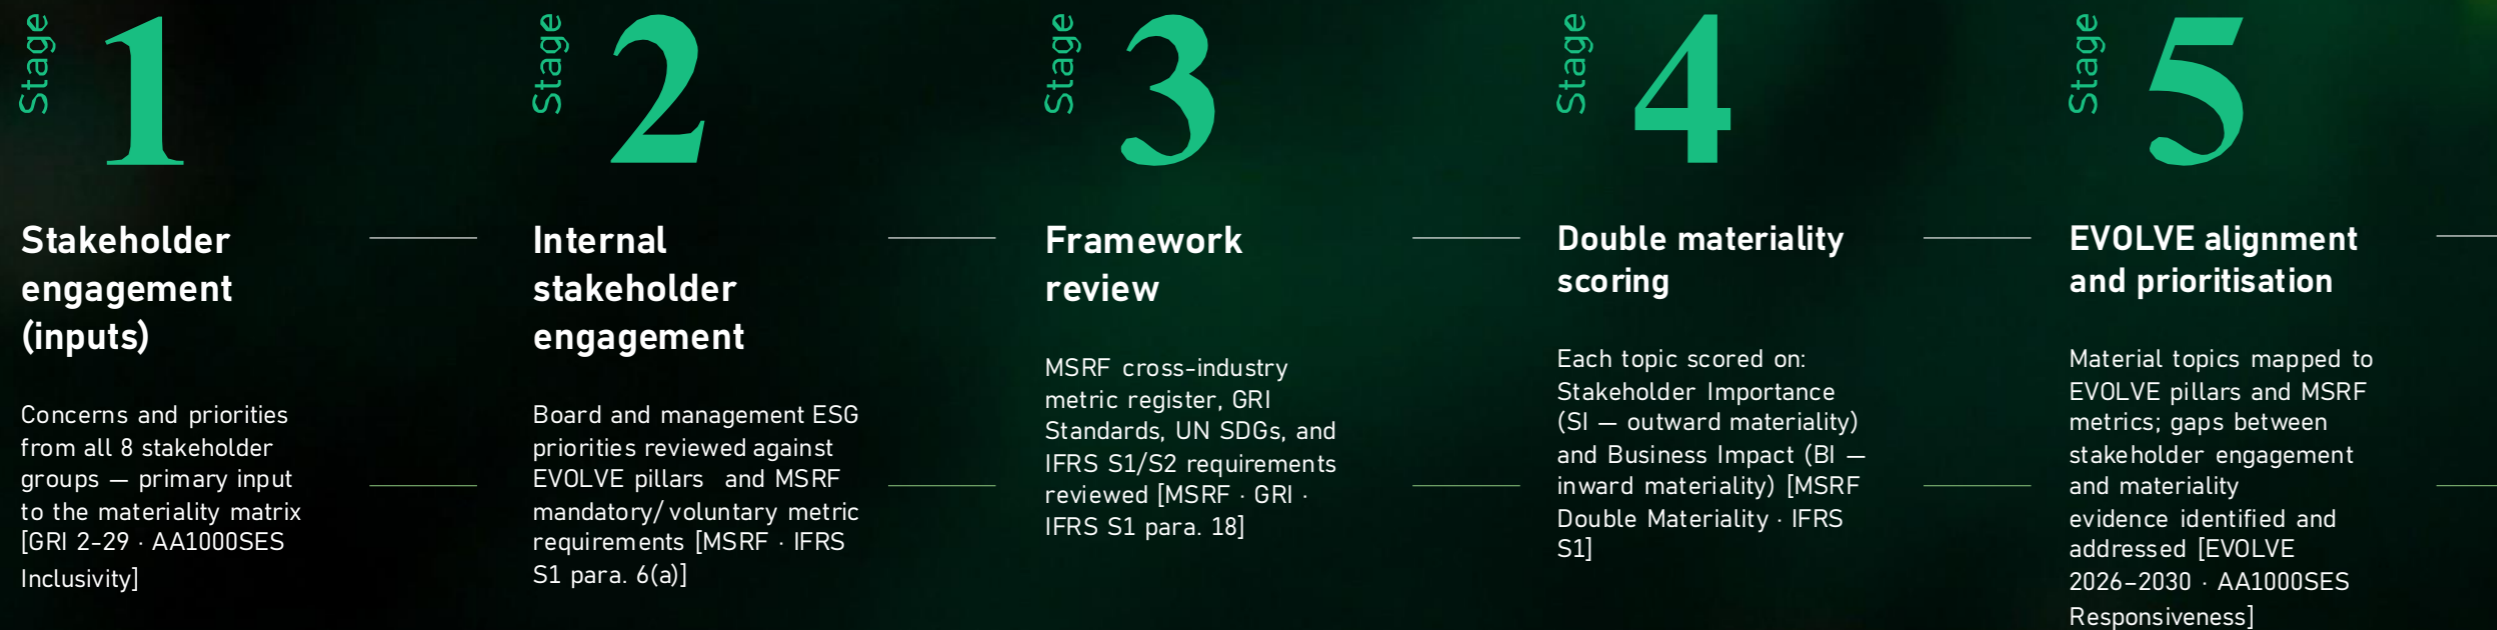 Stage
1
Stakeholder
engagement
(inputs)
Concerns and priorities
from all 8 stakeholder
groups — primary input
to the materiality matrix
[GRI 2-29 · AA1000SES
Inclusivity]
Stage
2
Internal
stakeholder
engagement
Board and management ESG
priorities reviewed against
EVOLVE pillars and MSRF
mandatory/voluntary metric
requirements [MSRF · IFRS
S1 para. 6(a)]
Stage
3
Framework
review
MSRF cross-industry
metric register, GRI
Standards, UN SDGs, and
IFRS S1/S2 requirements
reviewed [MSRF · GRI ·
IFRS S1 para. 18]
Stage
4
Double materiality
scoring
Each topic scored on:
Stakeholder Importance
(SI — outward materiality)
and Business Impact (BI —
inward materiality) [MSRF
Double Materiality · IFRS
S1]
Stage
5
EVOLVE alignment
and prioritisation
Material topics mapped to
EVOLVE pillars and MSRF
metrics; gaps between
stakeholder engagement
and materiality
evidence identified and
addressed [EVOLVE
2026–2030 · AA1000SES
Responsiveness]